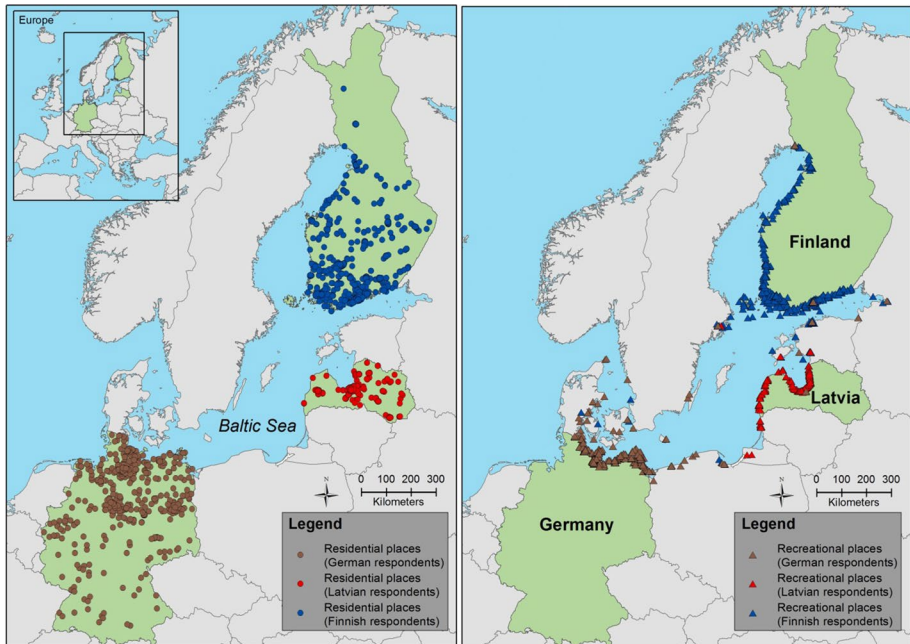 Europe
Baltic Sea
N
0 100 200 300
Kilometers
Legend
Residential places
(German respondents)
Residential places
(Latvian respondents)
Residential places
(Finnish respondents)
Finland
Latvia
Germany
N
0 100 200 300
Kilometers
Legend
Recreational places
(German respondents)
Recreational places
(Latvian respondents)
Recreational places
(Finnish respondents)